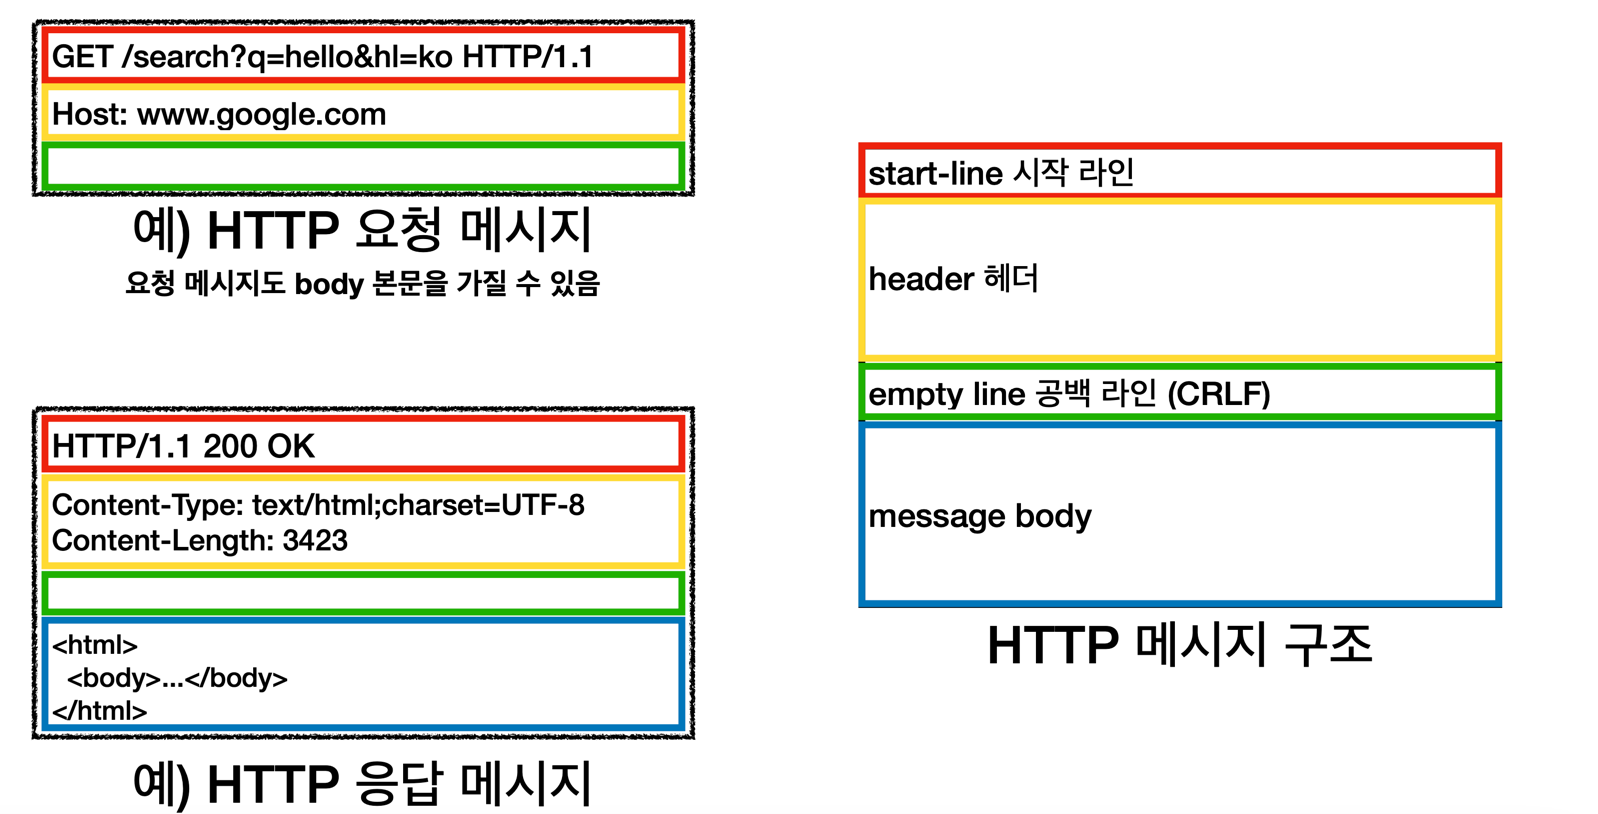 GET /search?q=hello&hl=ko HTTP/1.1
Host: www.google.com
예) HTTP 요청 메시지
요청 메시지도 body 본문을 가질 수 있음
HTTP/1.1 200 OK
Content-Type: text/html;charset=UTF-8
Content-Length: 3423
<html>
<body>...</body>
</html>
예) HTTP 응답 메시지
start-line 시작 라인
header 헤더
empty line 공백 라인 (CRLF)
message body
HTTP 메시지 구조